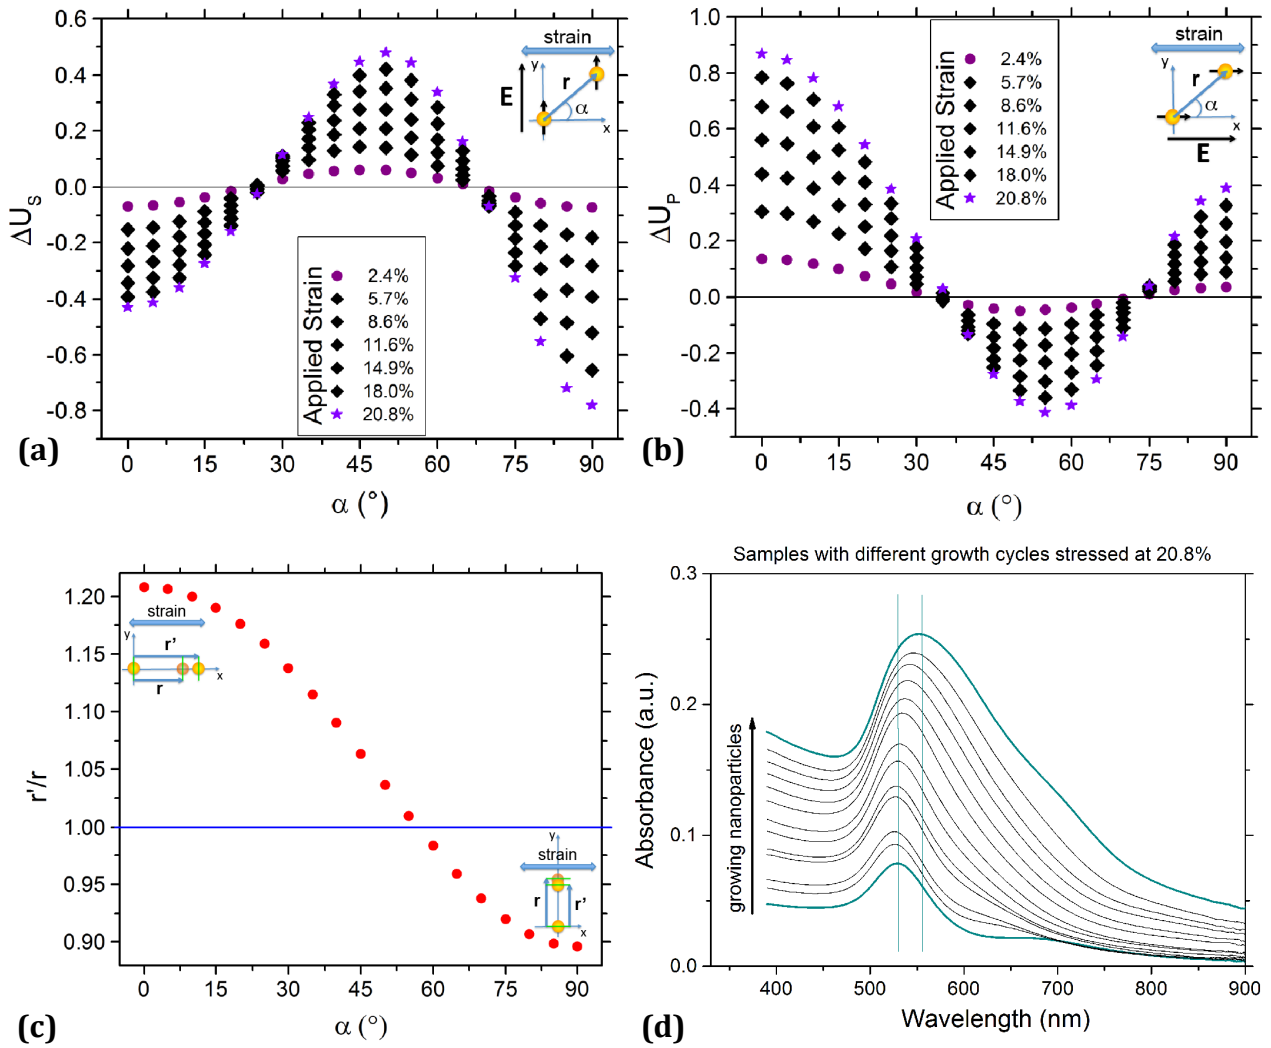 0.6
0.4
0.2
0.0
-0.2
-0.4
-0.6
-0.8
ΔU_S
strain
y
r
E
α
x
Applied Strain
2.4%
5.7%
8.6%
11.6%
14.9%
18.0%
20.8%
0 15 30 45 60 75 90
α (°)
(a)
1.0
0.8
0.6
0.4
0.2
0.0
-0.2
-0.4
ΔU_P
Applied Strain
2.4%
5.7%
8.6%
11.6%
14.9%
18.0%
20.8%
strain
y
r
α
x
E
0 15 30 45 60 75 90
α (°)
(b)
1.20
1.15
1.10
1.05
1.00
0.95
0.90
r'/r
strain
y
r'
x
r
y
strain
r r'
x
0 15 30 45 60 75 90
α (°)
(c)
Samples with different growth cycles stressed at 20.8%
0.3
0.2
0.1
0.0
Absorbance (a.u.)
growing nanoparticles
400 500 600 700 800 900
Wavelength (nm)
(d)